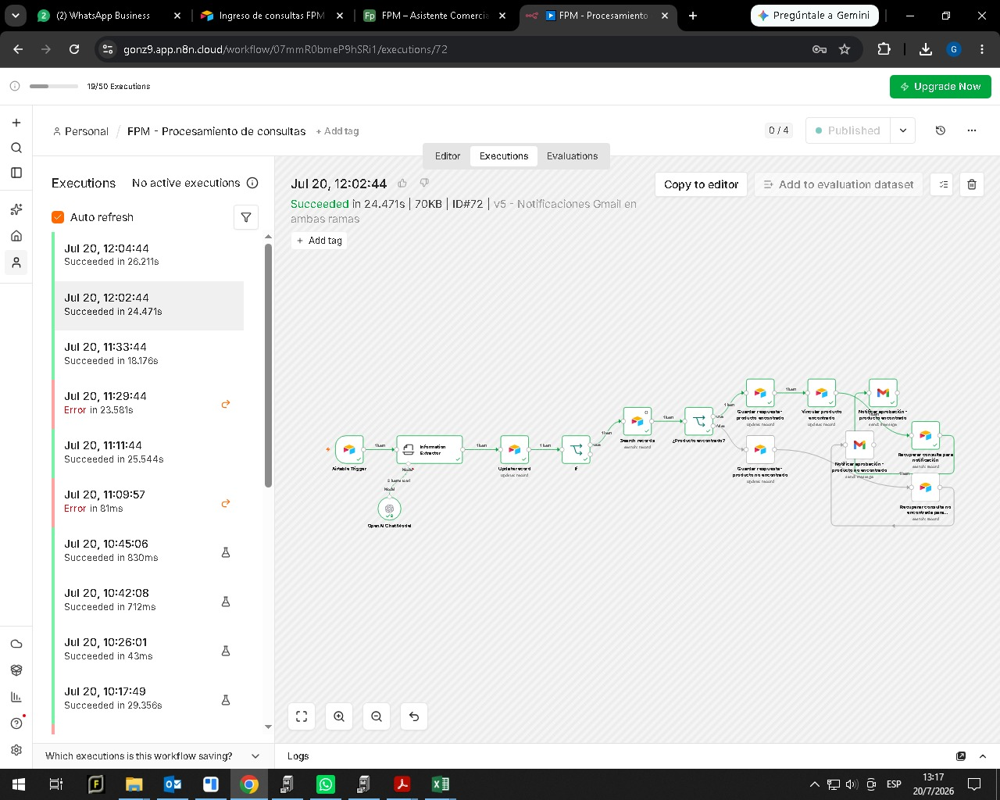 2 (2) WhatsApp Business
Ingreso de consultas FPM
Fp FPM – Asistente Comercia
FPM - Procesamiento
Pregúntale a Gemini
gonz9.app.n8n.cloud/workflow/07mmR0bmeP9hSRi1/executions/72
G
19/50 Executions
Upgrade Now
Personal / FPM - Procesamiento de consultas + Add tag
0 / 4
Published
Editor
Executions
Evaluations
Executions
No active executions
Auto refresh
Jul 20, 12:04:44
Succeeded in 26.211s
Jul 20, 12:02:44
Succeeded in 24.471s
Jul 20, 11:33:44
Succeeded in 18.176s
Jul 20, 11:29:44
Error in 23.581s
Jul 20, 11:11:44
Succeeded in 25.544s
Jul 20, 11:09:57
Error in 81ms
Jul 20, 10:45:06
Succeeded in 830ms
Jul 20, 10:42:08
Succeeded in 712ms
Jul 20, 10:26:01
Succeeded in 43ms
Jul 20, 10:17:49
Succeeded in 29.356s
Which executions is this workflow saving?
Jul 20, 12:02:44
Succeeded in 24.471s | 70KB | ID#72 | v5 - Notificaciones Gmail en
ambas ramas
+ Add tag
Copy to editor
Add to evaluation dataset
Airtable Trigger
1 item
Information
Extractor
Model
2 items total
Model
OpenAI Chat Model
1 item
Update record
update: record
1 item
If
true
1 item
Search records
search: record
1 item
¿Producto encontrado?
true
false
1 item
Guardar respuesta -
producto encontrado
update: record
1 item
Vincular producto
encontrado
update: record
Notificar aprobación -
producto encontrado
send: message
Guardar respuesta -
producto no encontrado
update: record
Notificar aprobación -
producto no encontrado
send: message
Recuperar consulta para
notificación
search: record
1 item
Recuperar consulta no
encontrada para...
search: record
Logs
ESP
13:17
20/7/2026